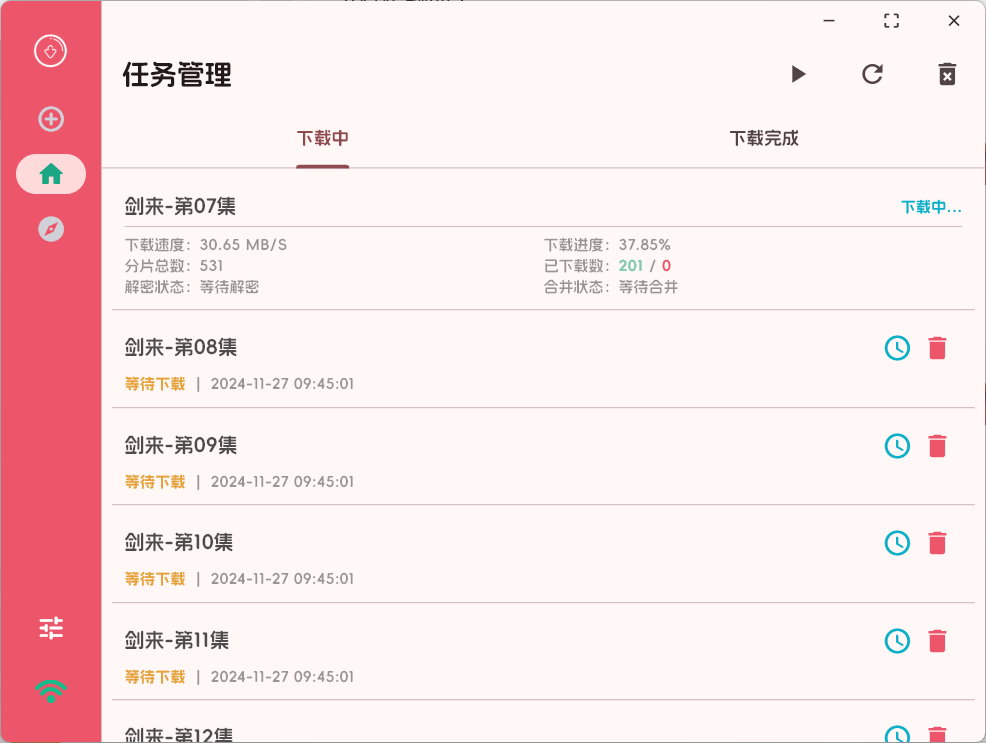 任务管理
下载中
下载完成
剑来-第07集
下载中...
下载速度：30.65 MB/S
下载进度：37.85%
分片总数：531
已下载数：201 / 0
解密状态：等待解密
合并状态：等待合并
剑来-第08集
等待下载 | 2024-11-27 09:45:01
剑来-第09集
等待下载 | 2024-11-27 09:45:01
剑来-第10集
等待下载 | 2024-11-27 09:45:01
剑来-第11集
等待下载 | 2024-11-27 09:45:01
剑来-第12集